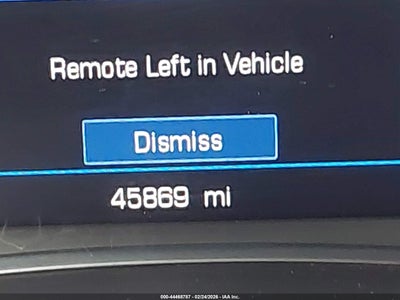 Remote Left in Vehicle
Dismiss
45869 mi
000-44468787 - 02/24/2026 - IAA Inc.